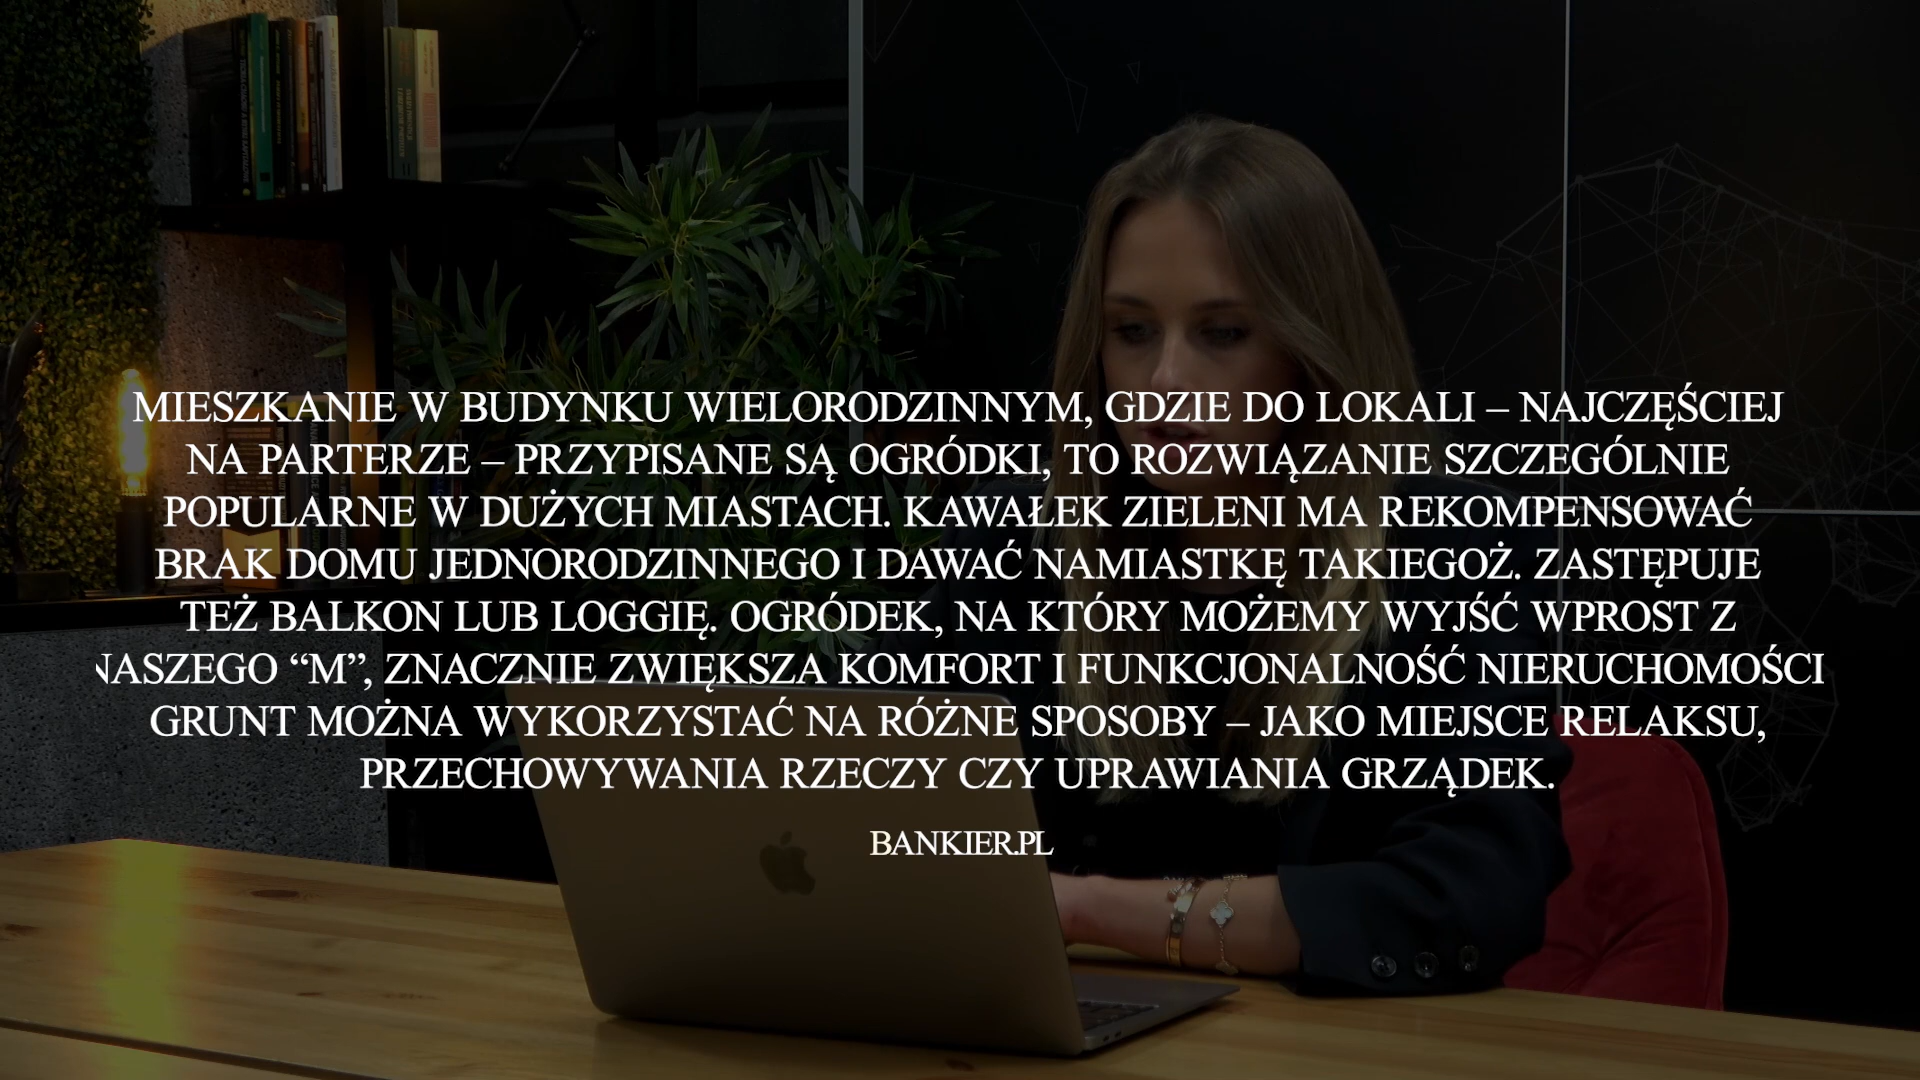 MIESZKANIE W BUDYNKU WIELORODZINNYM, GDZIE DO LOKALI – NAJCZĘŚCIEJ
NA PARTERZE – PRZYPISANE SĄ OGRÓDKI, TO ROZWIĄZANIE SZCZEGÓLNIE
POPULARNE W DUŻYCH MIASTACH. KAWAŁEK ZIELENI MA REKOMPENSOWAĆ
BRAK DOMU JEDNORODZINNEGO I DAWAĆ NAMIASTKĘ TAKIEGOŻ. ZASTĘPUJE
TEŻ BALKON LUB LOGGIĘ. OGRÓDEK, NA KTÓRY MOŻEMY WYJŚĆ WPROST Z
NASZEGO “M”, ZNACZNIE ZWIĘKSZA KOMFORT I FUNKCJONALNOŚĆ NIERUCHOMOŚCI
GRUNT MOŻNA WYKORZYSTAĆ NA RÓŻNE SPOSOBY – JAKO MIEJSCE RELAKSU,
PRZECHOWYWANIA RZECZY CZY UPRAWIANIA GRZĄDEK.
BANKIER.PL